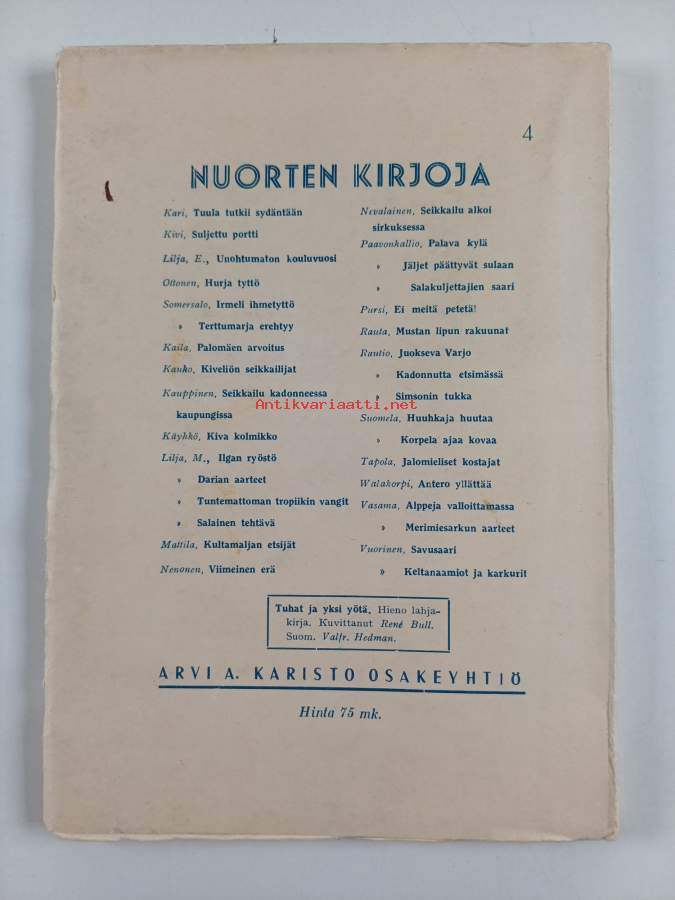 4
NUORTEN KIRJOJA
Kari, Tuula tutkii sydäntään
Kivi, Suljettu portti
Lilja, E., Unohtumaton kouluvuosi
Ottonen, Hurja tyttö
Somersalo, Irmeli ihmetyttö
» Terttumarja erehtyy
Kaila, Palomäen arvoitus
Kauko, Kiveliön seikkailijat
Kauppinen, Seikkailu kadonneessa
kaupungissa
Käyhkö, Kiva kolmikko
Lilja, M., Ilgan ryöstö
» Darian aarteet
» Tuntemattoman tropiikin vangit
» Salainen tehtävä
Mattila, Kultamaljan etsijät
Nenonen, Viimeinen erä
Nevalainen, Seikkailu alkoi
sirkuksessa
Paavonkallio, Palava kylä
» Jäljet päättyvät sulaan
» Salakuljettajien saari
Pursi, Ei meitä petetä!
Rauta, Mustan lipun rakuunat
Rautio, Juokseva Varjo
» Kadonnutta etsimässä
» Simsonin tukka
Suomela, Huuhkaja huutaa
» Korpela ajaa kovaa
Tapola, Jalomieliset kostajat
Walakorpi, Antero yllättää
Vasama, Alppeja valloittamassa
» Merimiesarkun aarteet
Vuorinen, Savusaari
» Keltanaamiot ja karkurit
Antikvariaatti.net
Tuhat ja yksi yötä. Hieno lahja-
kirja. Kuvittanut René Bull.
Suom. Valfr. Hedman.
ARVI A. KARISTO OSAKEYHTIÖ
Hinta 75 mk.